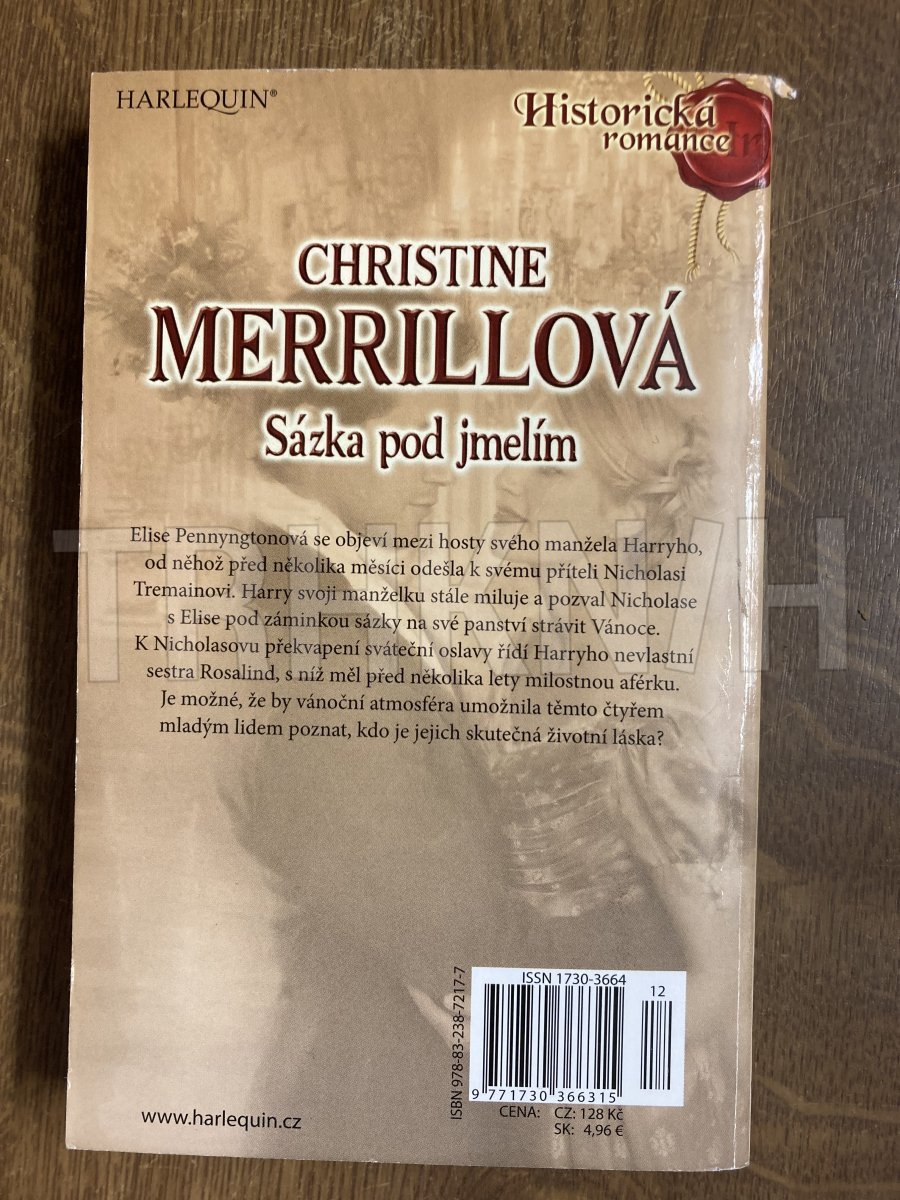 HARLEQUIN®
Historická
romance
CHRISTINE
MERRILLOVÁ
Sázka pod jmelím
Elise Pennyngtonová se objeví mezi hosty svého manžela Harryho,
od něhož před několika měsíci odešla k svému příteli Nicholasi
Tremainovi. Harry svoji manželku stále miluje a pozval Nicholase
s Elise pod záminkou sázky na své panství strávit Vánoce.
K Nicholasovu překvapení sváteční oslavy řídí Harryho nevlastní
sestra Rosalind, s níž měl před několika lety milostnou aférku.
Je možné, že by vánoční atmosféra umožnila těmto čtyřem
mladým lidem poznat, kdo je jejich skutečná životní láska?
ISBN 978-83-238-7217-7
ISSN 1730-3664
12
9 771730 366315
CENA: CZ: 128 Kč
SK: 4,96 €
www.harlequin.cz